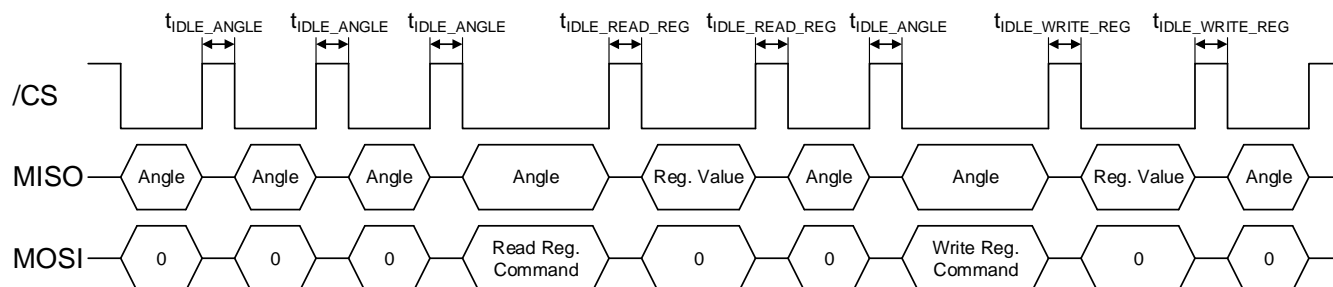 tIDLE_ANGLE tIDLE_ANGLE tIDLE_ANGLE tIDLE_READ_REG tIDLE_READ_REG tIDLE_ANGLE tIDLE_WRITE_REG tIDLE_WRITE_REG
/CS
MISO Angle Angle Angle Angle Reg. Value Angle Angle Reg. Value Angle
MOSI 0 0 0 Read Reg. Command 0 0 Write Reg. Command 0 0